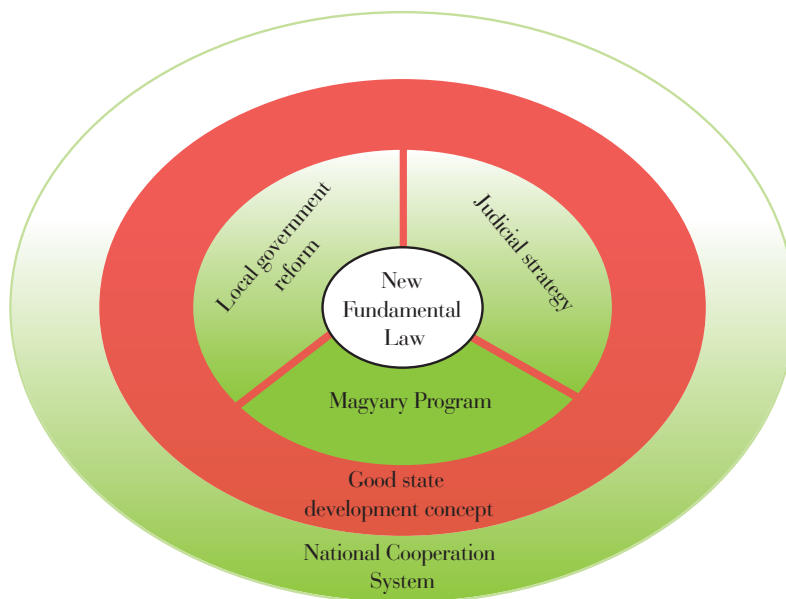 Local government
reform
Judicial strategy
New
Fundamental
Law
Magyary Program
Good state
development concept
National Cooperation
System